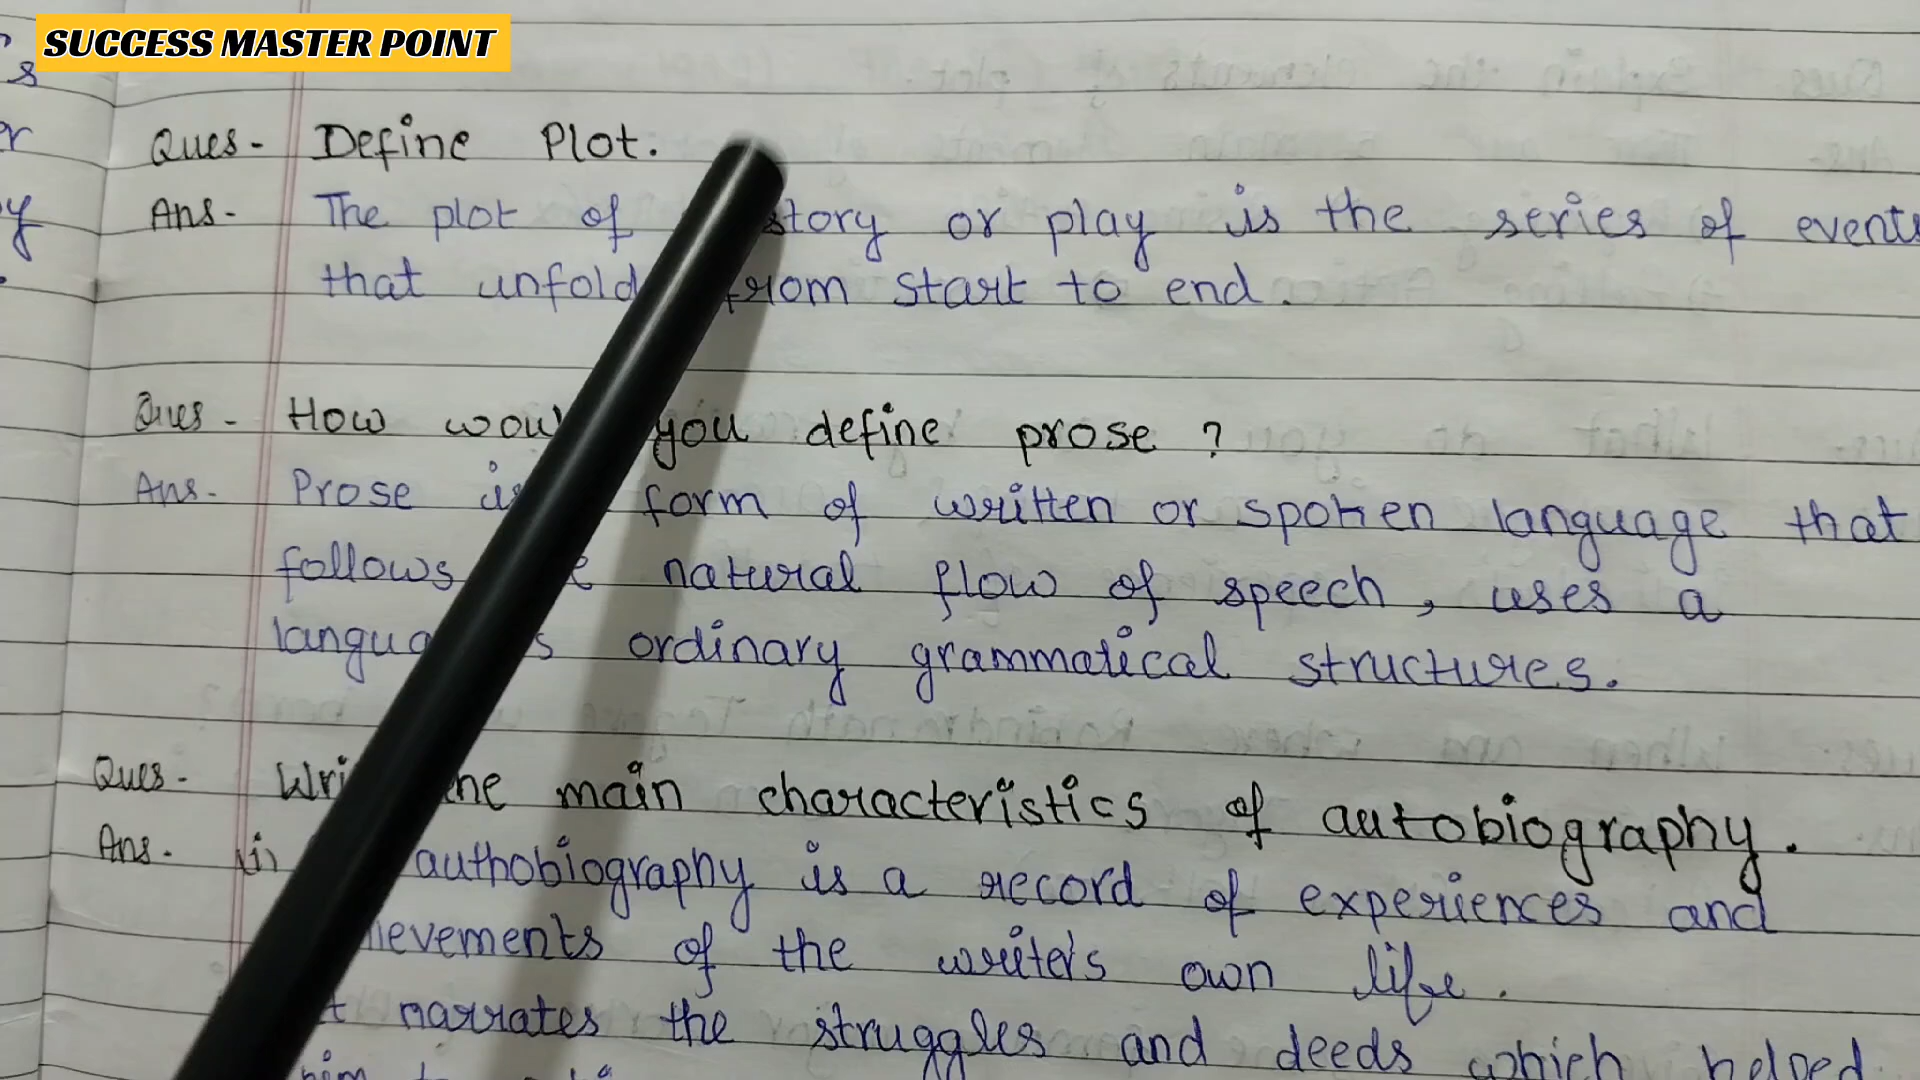 SUCCESS MASTER POINT
Ques - Define Plot.
Ans - The plot of story or play is the series of events
that unfold from start to end.
Ques - How you define prose ?
Ans - Prose is form of written or spoken language that
follows natural flow of speech, uses a
ordinary grammatical structures.
Ques - main characteristics of autobiography.
Ans - (i) authobiography is a record of experiences and
of the writer's own life.
narrates the struggles and deeds which helped
him